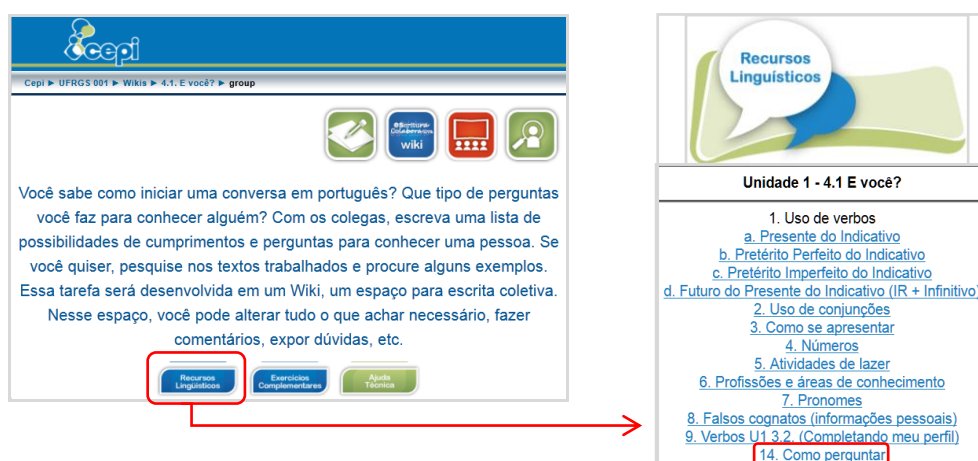 cepi
Cepi ► UFRGS 001 ► Wikis ► 4.1. E você? ► group
escritura
Colaborativa
wiki
Você sabe como iniciar uma conversa em português? Que tipo de perguntas
você faz para conhecer alguém? Com os colegas, escreva uma lista de
possibilidades de cumprimentos e perguntas para conhecer uma pessoa. Se
você quiser, pesquise nos textos trabalhados e procure alguns exemplos.
Essa tarefa será desenvolvida em um Wiki, um espaço para escrita coletiva.
Nesse espaço, você pode alterar tudo o que achar necessário, fazer
comentários, expor dúvidas, etc.
Recursos
Lingüísticos
Exercícios
Complementares
Ajuda
Técnica
Recursos
Linguísticos
Unidade 1 - 4.1 E você?
1. Uso de verbos
a. Presente do Indicativo
b. Pretérito Perfeito do Indicativo
c. Pretérito Imperfeito do Indicativo
d. Futuro do Presente do Indicativo (IR + Infinitivo)
2. Uso de conjunções
3. Como se apresentar
4. Números
5. Atividades de lazer
6. Profissões e áreas de conhecimento
7. Pronomes
8. Falsos cognatos (informações pessoais)
9. Verbos U1 3.2. (Completando meu perfil)
14. Como perguntar